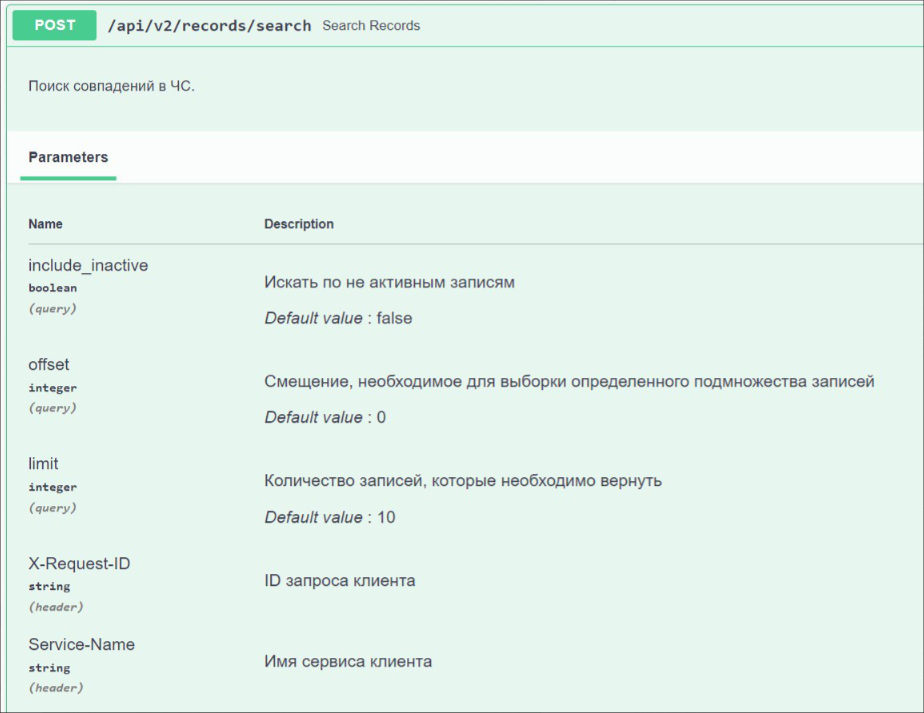 POST /api/v2/records/search Search Records
Поиск совпадений в ЧС.
Parameters
Name Description
include_inactive
boolean
(query)
Искать по не активным записям
Default value : false
offset
integer
(query)
Смещение, необходимое для выборки определенного подмножества записей
Default value : 0
limit
integer
(query)
Количество записей, которые необходимо вернуть
Default value : 10
X-Request-ID
string
(header)
ID запроса клиента
Service-Name
string
(header)
Имя сервиса клиента